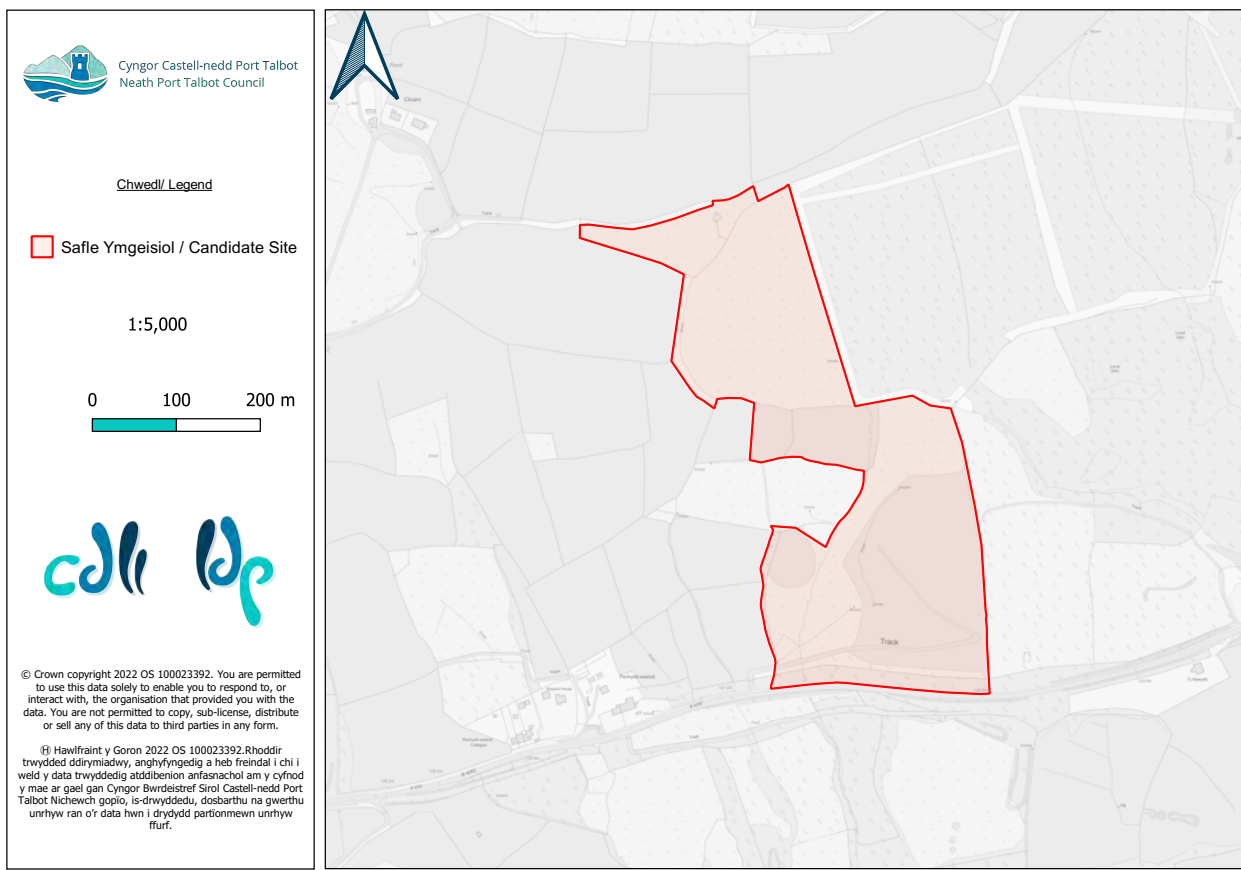 Cyngor Castell-nedd Port Talbot
Neath Port Talbot Council
Chwedl/ Legend
Safle Ymgeisiol / Candidate Site
1:5,000
0 100 200 m
cdll ldp
© Crown copyright 2022 OS 100023392. You are permitted
to use this data solely to enable you to respond to, or
interact with, the organisation that provided you with the
data. You are not permitted to copy, sub-license, distribute
or sell any of this data to third parties in any form.
Ⓗ Hawlfraint y Goron 2022 OS 100023392.Rhoddir
trwydded ddirymiadwy, anghyfyngedig a heb freindal i chi i
weld y data trwyddedig atddibenion anfasnachol am y cyfnod
y mae ar gael gan Cyngor Bwrdeistref Sirol Castell-nedd Port
Talbot Nichewch gopïo, is-drwyddedu, dosbarthu na gwerthu
unrhyw ran o'r data hwn i drydydd partïonmewn unrhyw
ffurf.
Track